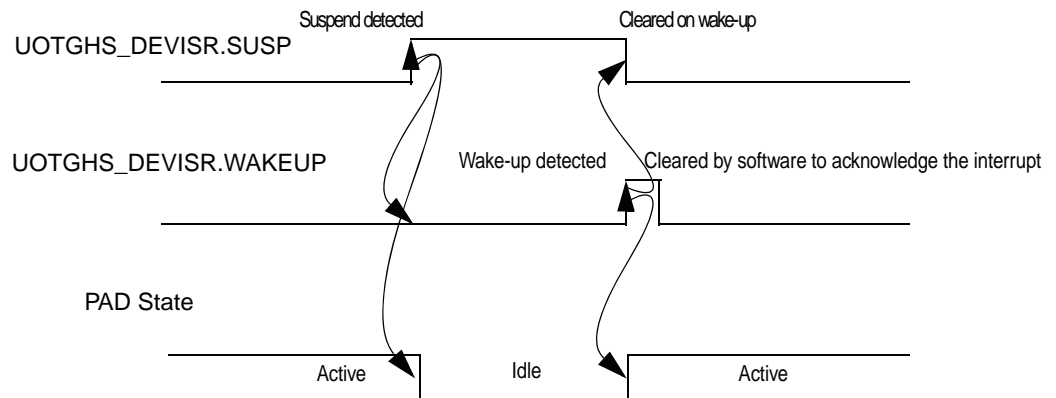 Suspend detected
Cleared on wake-up
UOTGHS_DEVISR.SUSP
UOTGHS_DEVISR.WAKEUP
Wake-up detected
Cleared by software to acknowledge the interrupt
PAD State
Active
Idle
Active